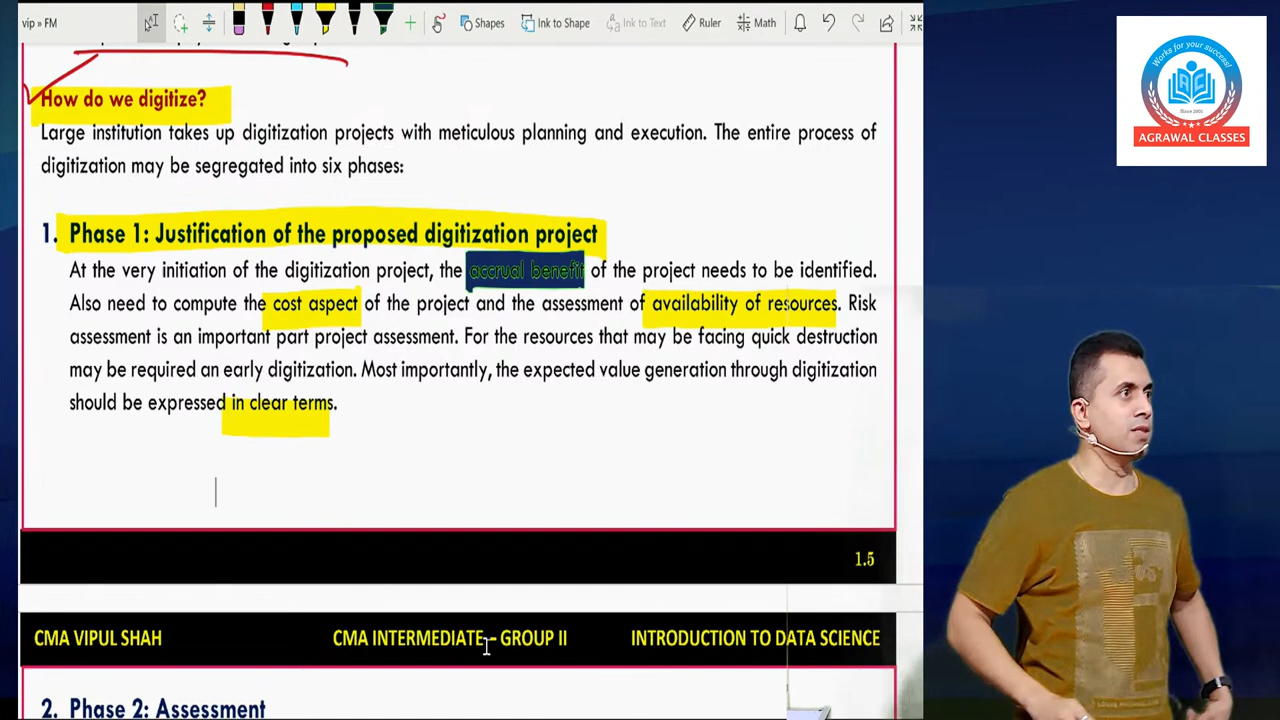 vip » FM
Shapes
Ink to Shape
Ink to Text
Ruler
Math
Works for your success!
AC
Since 2001
AGRAWAL CLASSES
How do we digitize?
Large institution takes up digitization projects with meticulous planning and execution. The entire process of
digitization may be segregated into six phases:
1. Phase 1: Justification of the proposed digitization project
At the very initiation of the digitization project, the accrual benefit of the project needs to be identified.
Also need to compute the cost aspect of the project and the assessment of availability of resources. Risk
assessment is an important part project assessment. For the resources that may be facing quick destruction
may be required an early digitization. Most importantly, the expected value generation through digitization
should be expressed in clear terms.
1.5
CMA VIPUL SHAH
CMA INTERMEDIATE - GROUP II
INTRODUCTION TO DATA SCIENCE
2. Phase 2: Assessment